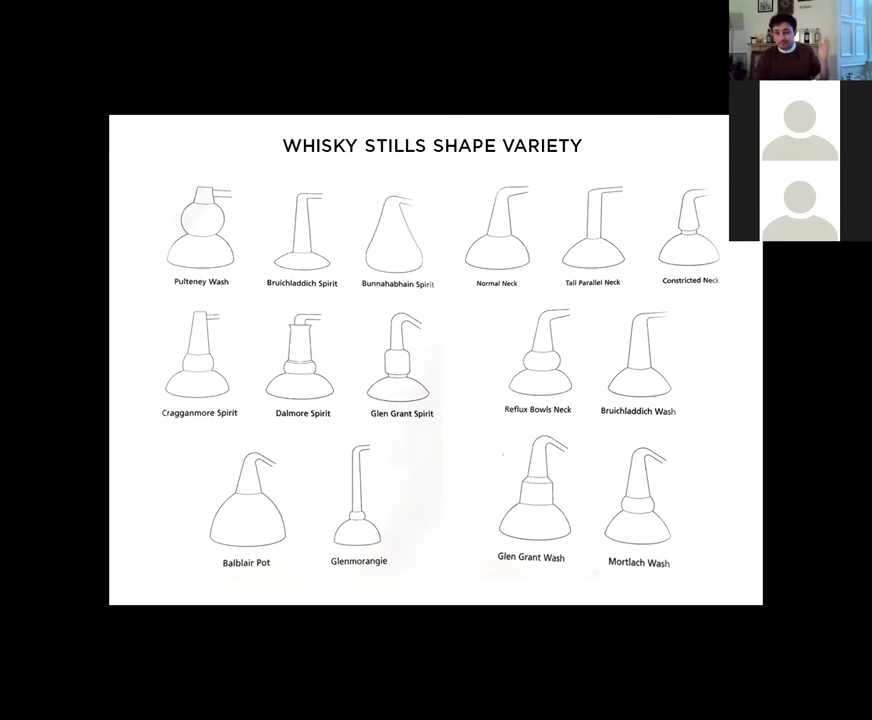 WHISKY STILLS SHAPE VARIETY
Pulteney Wash
Bruichladdich Spirit
Bunnahabhain Spirit
Normal Neck
Tall Parallel Neck
Constricted Neck
Cragganmore Spirit
Dalmore Spirit
Glen Grant Spirit
Reflux Bowls Neck
Bruichladdich Wash
Balblair Pot
Glenmorangie
Glen Grant Wash
Mortlach Wash